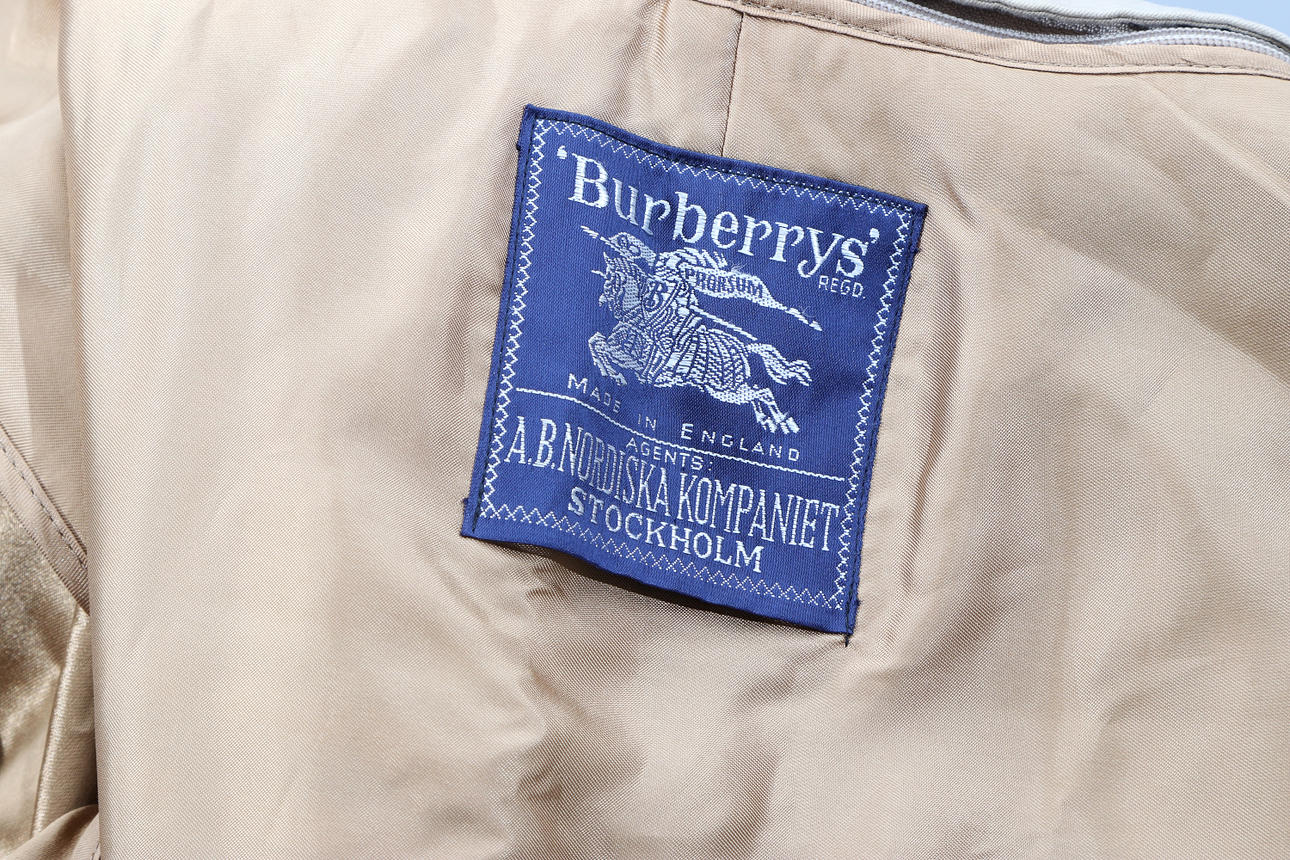 ‘Burberrys’
REGD.
PRORSUM
B
MADE IN ENGLAND
AGENTS:
A.B. NORDISKA KOMPANIET
STOCKHOLM